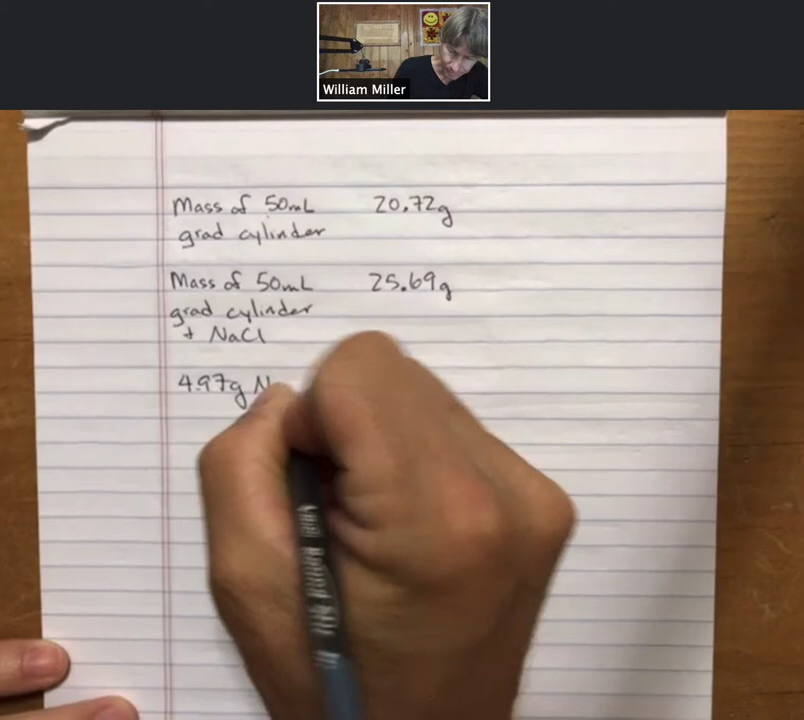 William Miller
Mass of 50mL 20.72g
grad cylinder
Mass of 50mL 25.69g
grad cylinder
+ NaCl
4.97g N